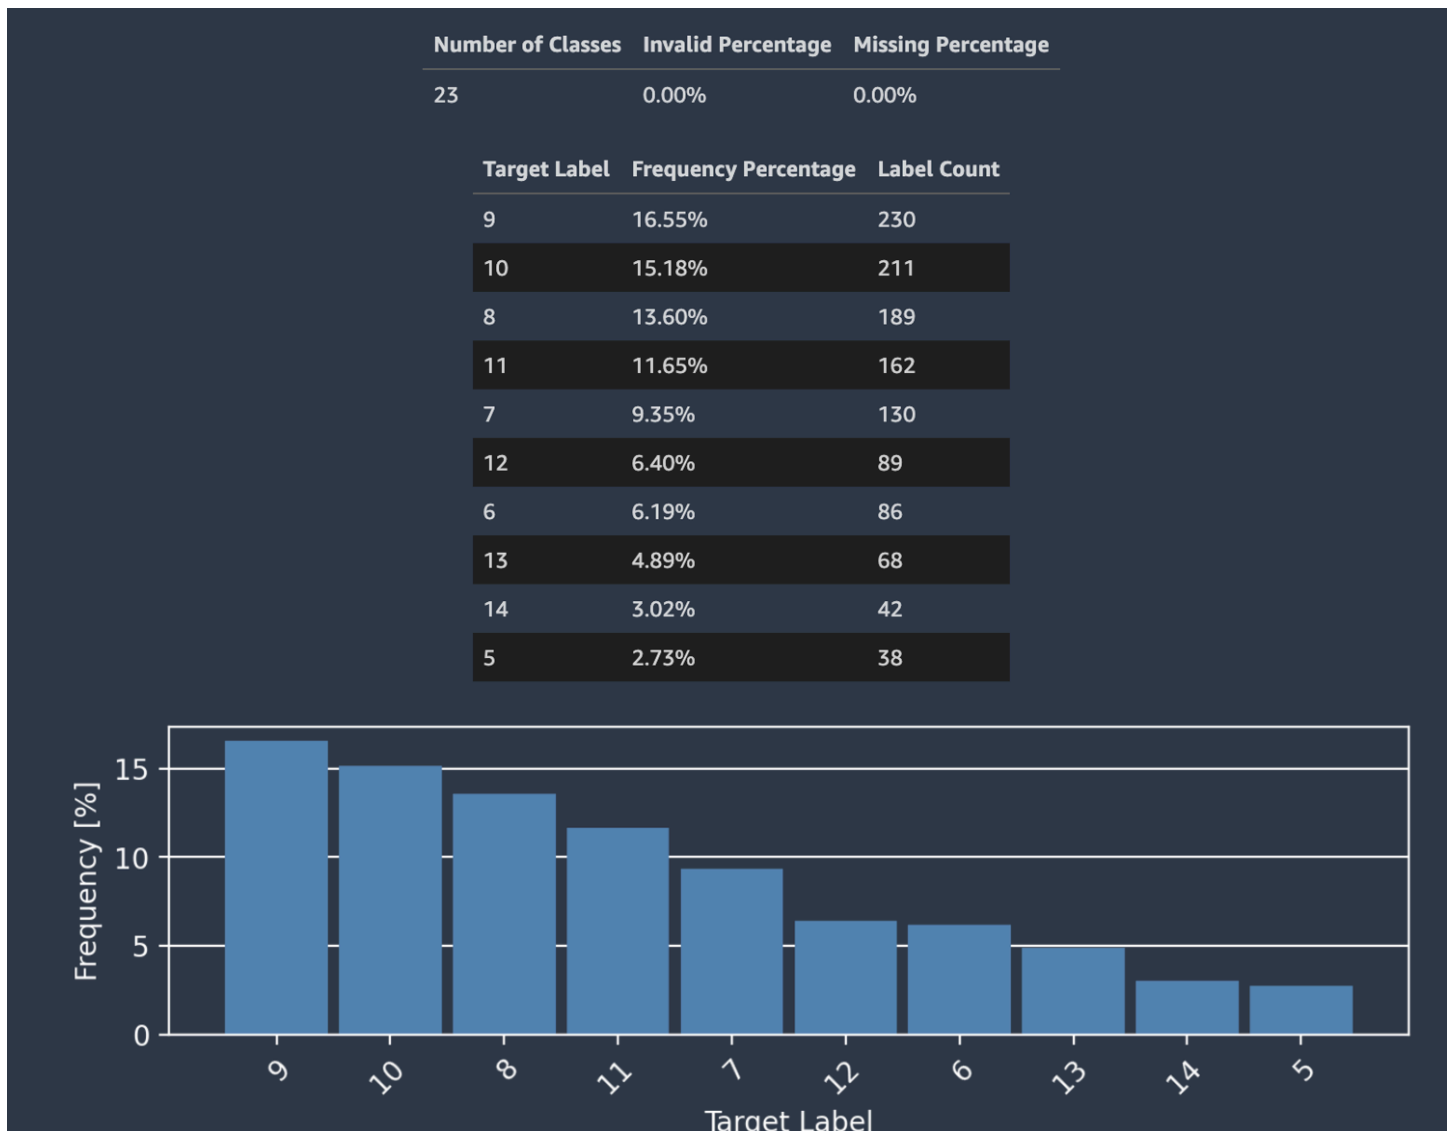 Number of Classes Invalid Percentage Missing Percentage
23 0.00% 0.00%
Target Label Frequency Percentage Label Count
9 16.55% 230
10 15.18% 211
8 13.60% 189
11 11.65% 162
7 9.35% 130
12 6.40% 89
6 6.19% 86
13 4.89% 68
14 3.02% 42
5 2.73% 38
Frequency [%]
15
10
5
0
9 10 8 11 7 12 6 13 14 5
Target Label